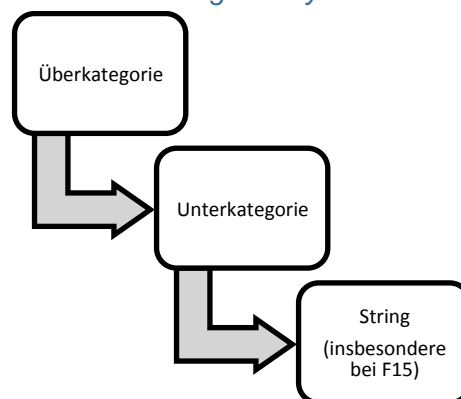 Überkategorie
Unterkategorie
String
(insbesondere
bei F15)